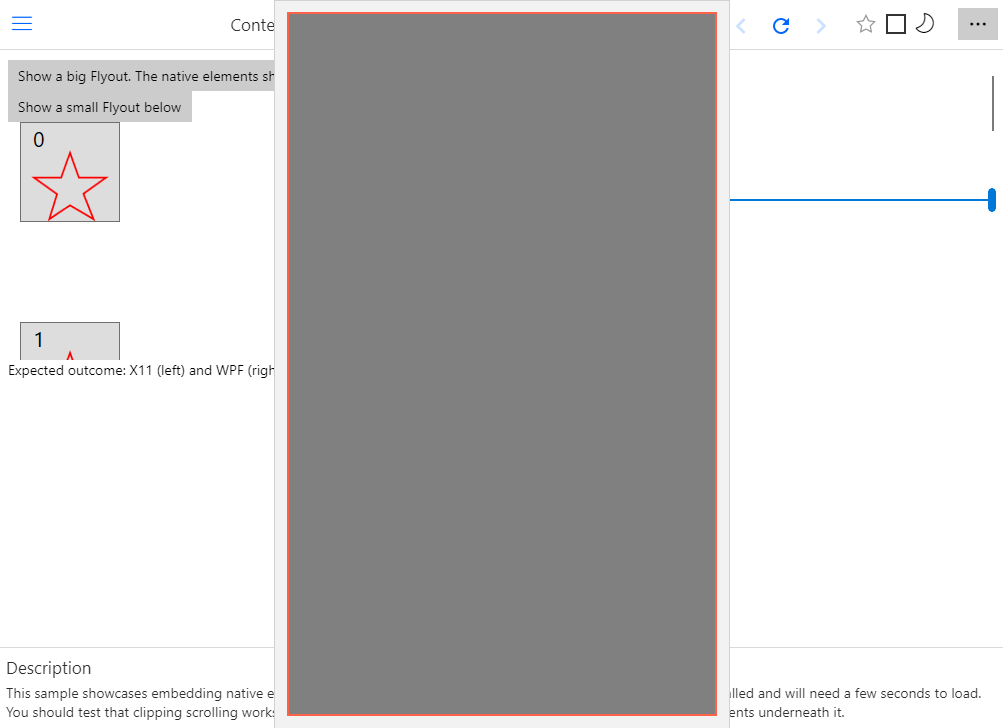 Conte
Show a big Flyout. The native elements sh
Show a small Flyout below
0
1
Expected outcome: X11 (left) and WPF (righ
Description
This sample showcases embedding native e lled and will need a few seconds to load.
You should test that clipping scrolling works ents underneath it.